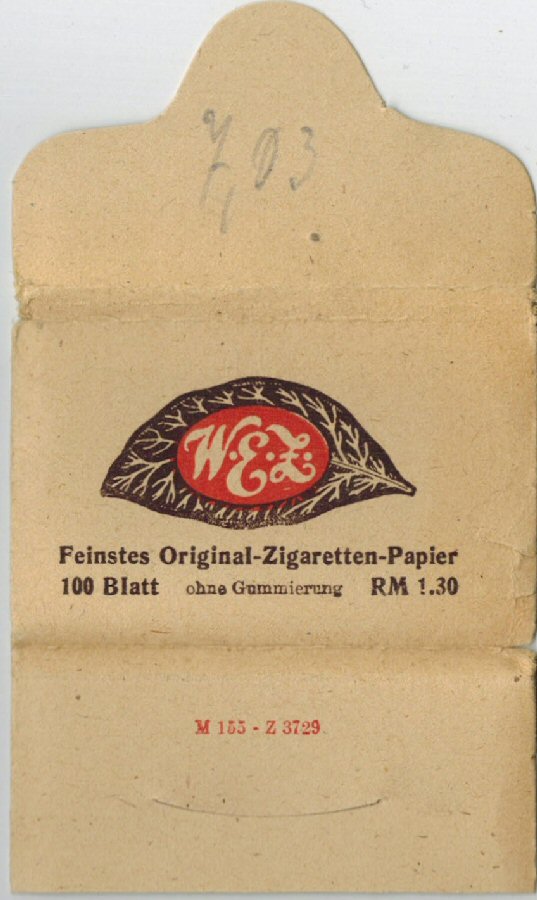 W.E.Z.
Feinstes Original-Zigaretten-Papier
100 Blatt ohne Gummierung RM 1.30
M 155 - Z 3729